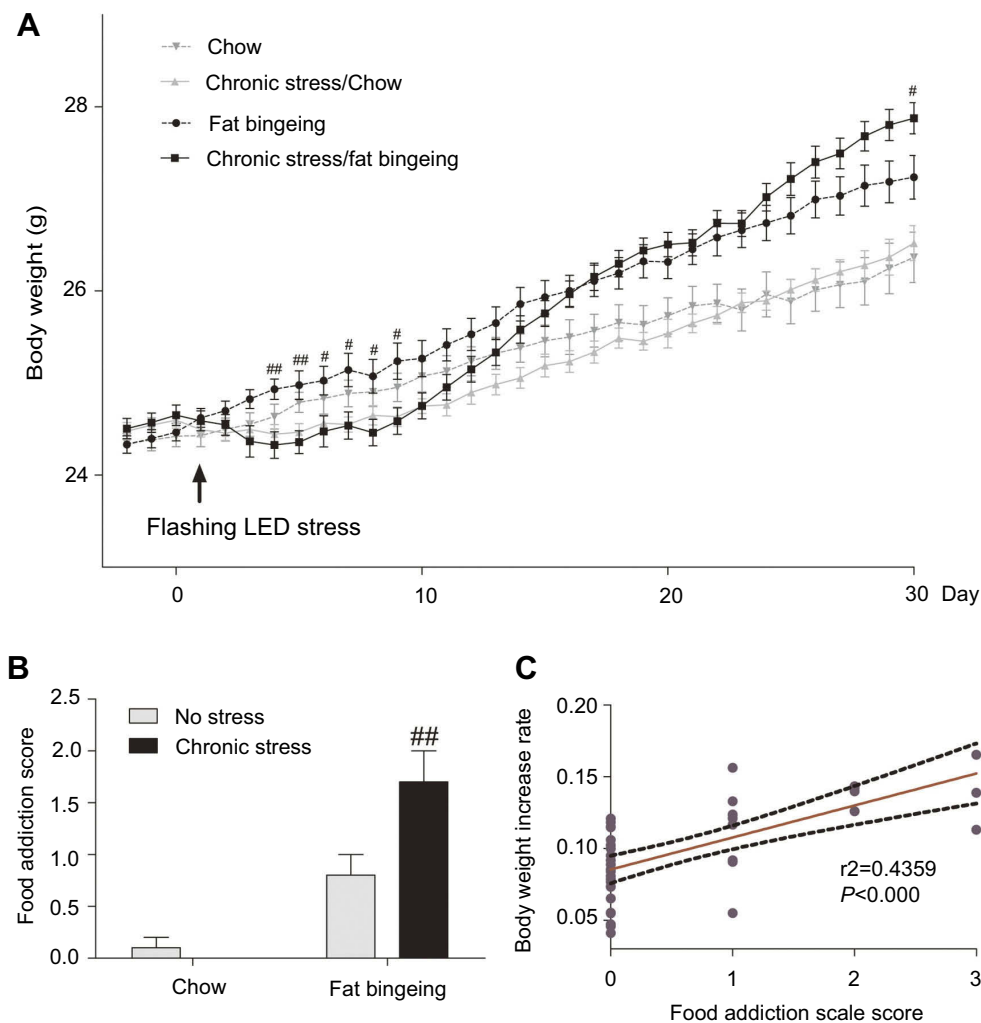 A
Chow
Chronic stress/Chow
Fat bingeing
Chronic stress/fat bingeing
Body weight (g)
28
26
24
## ## # # # # #
Flashing LED stress
0 10 20 30 Day
B
Food addiction score
2.5
2.0
1.5
1.0
0.5
0.0
No stress
Chronic stress
##
Chow Fat bingeing
C
Body weight increase rate
0.20
0.15
0.10
0.05
r2=0.4359
P<0.000
0 1 2 3
Food addiction scale score